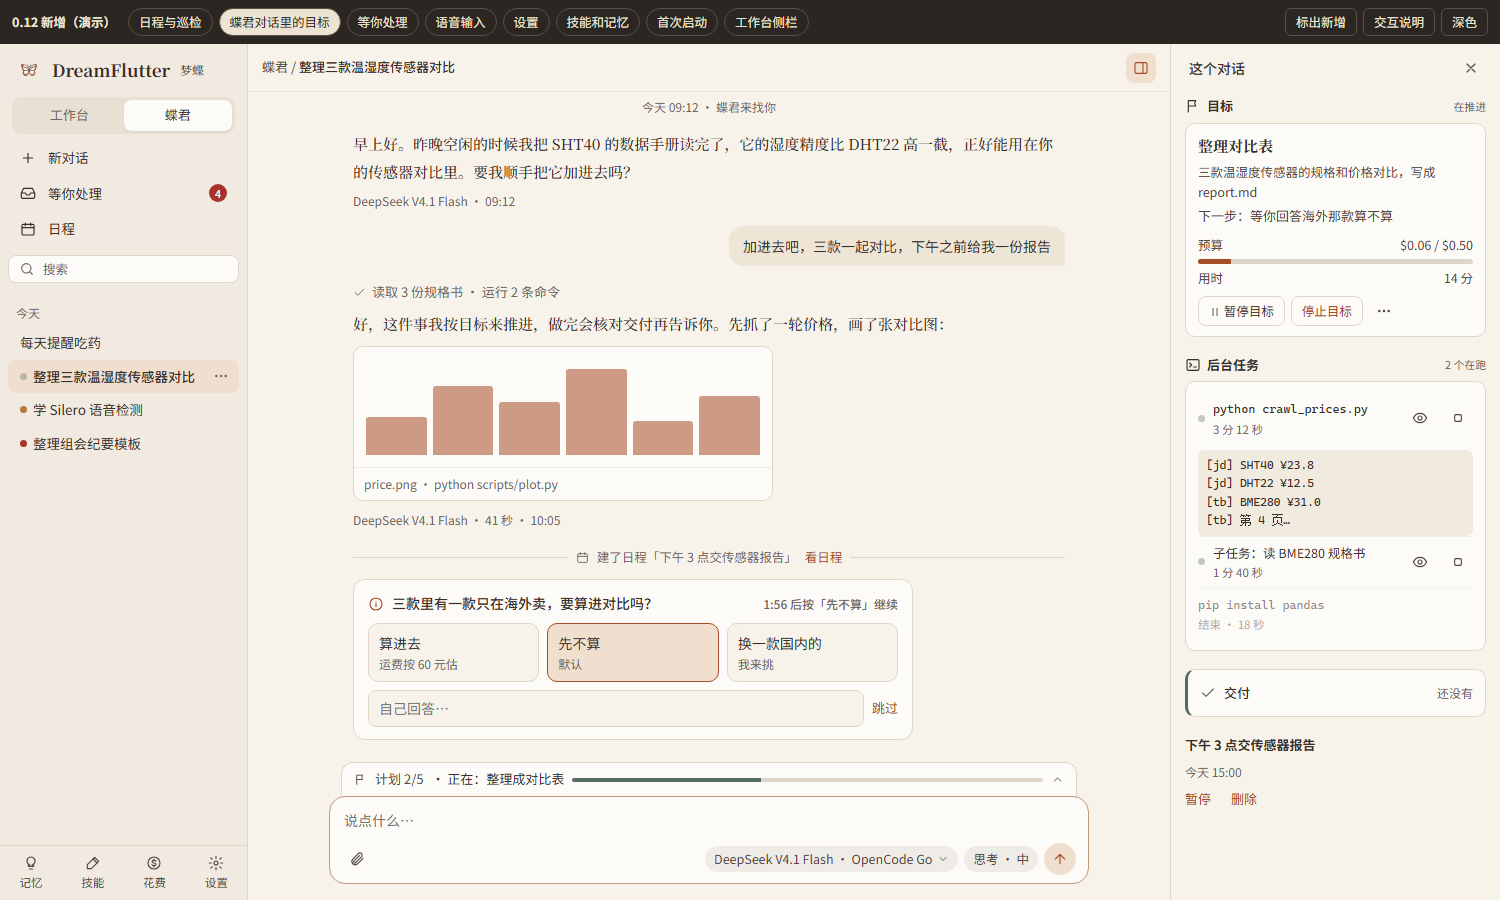 0.12 新增（演示）
日程与巡检
蝶君对话里的目标
等你处理
语音输入
设置
技能和记忆
首次启动
工作台侧栏
标出新增
交互说明
深色
DreamFlutter 梦蝶
工作台
蝶君
新对话
等你处理
4
日程
搜索
今天
每天提醒吃药
整理三款温湿度传感器对比
学 Silero 语音检测
整理组会纪要模板
记忆
技能
花费
设置
蝶君 / 整理三款温湿度传感器对比
今天 09:12 • 蝶君来找你
早上好。昨晚空闲的时候我把 SHT40 的数据手册读完了，它的湿度精度比 DHT22 高一截，正好能用在你
的传感器对比里。要我顺手把它加进去吗？
DeepSeek V4.1 Flash • 09:12
加进去吧，三款一起对比，下午之前给我一份报告
读取 3 份规格书 • 运行 2 条命令
好，这件事我按目标来推进，做完会核对交付再告诉你。先抓了一轮价格，画了张对比图：
price.png • python scripts/plot.py
DeepSeek V4.1 Flash • 41 秒 • 10:05
建了日程「下午 3 点交传感器报告」 看日程
三款里有一款只在海外卖，要算进对比吗？
1:56 后按「先不算」继续
算进去
运费按 60 元估
先不算
默认
换一款国内的
我来挑
自己回答…
跳过
计划 2/5 • 正在：整理成对比表
说点什么…
DeepSeek V4.1 Flash • OpenCode Go
思考 • 中
这个对话
目标
在推进
整理对比表
三款温湿度传感器的规格和价格对比，写成
report.md
下一步：等你回答海外那款算不算
预算
$0.06 / $0.50
用时
14 分
暂停目标
停止目标
后台任务
2 个在跑
python crawl_prices.py
3 分 12 秒
[jd] SHT40 ¥23.8
[jd] DHT22 ¥12.5
[tb] BME280 ¥31.0
[tb] 第 4 页…
子任务：读 BME280 规格书
1 分 40 秒
pip install pandas
结束 • 18 秒
交付
还没有
下午 3 点交传感器报告
今天 15:00
暂停
删除